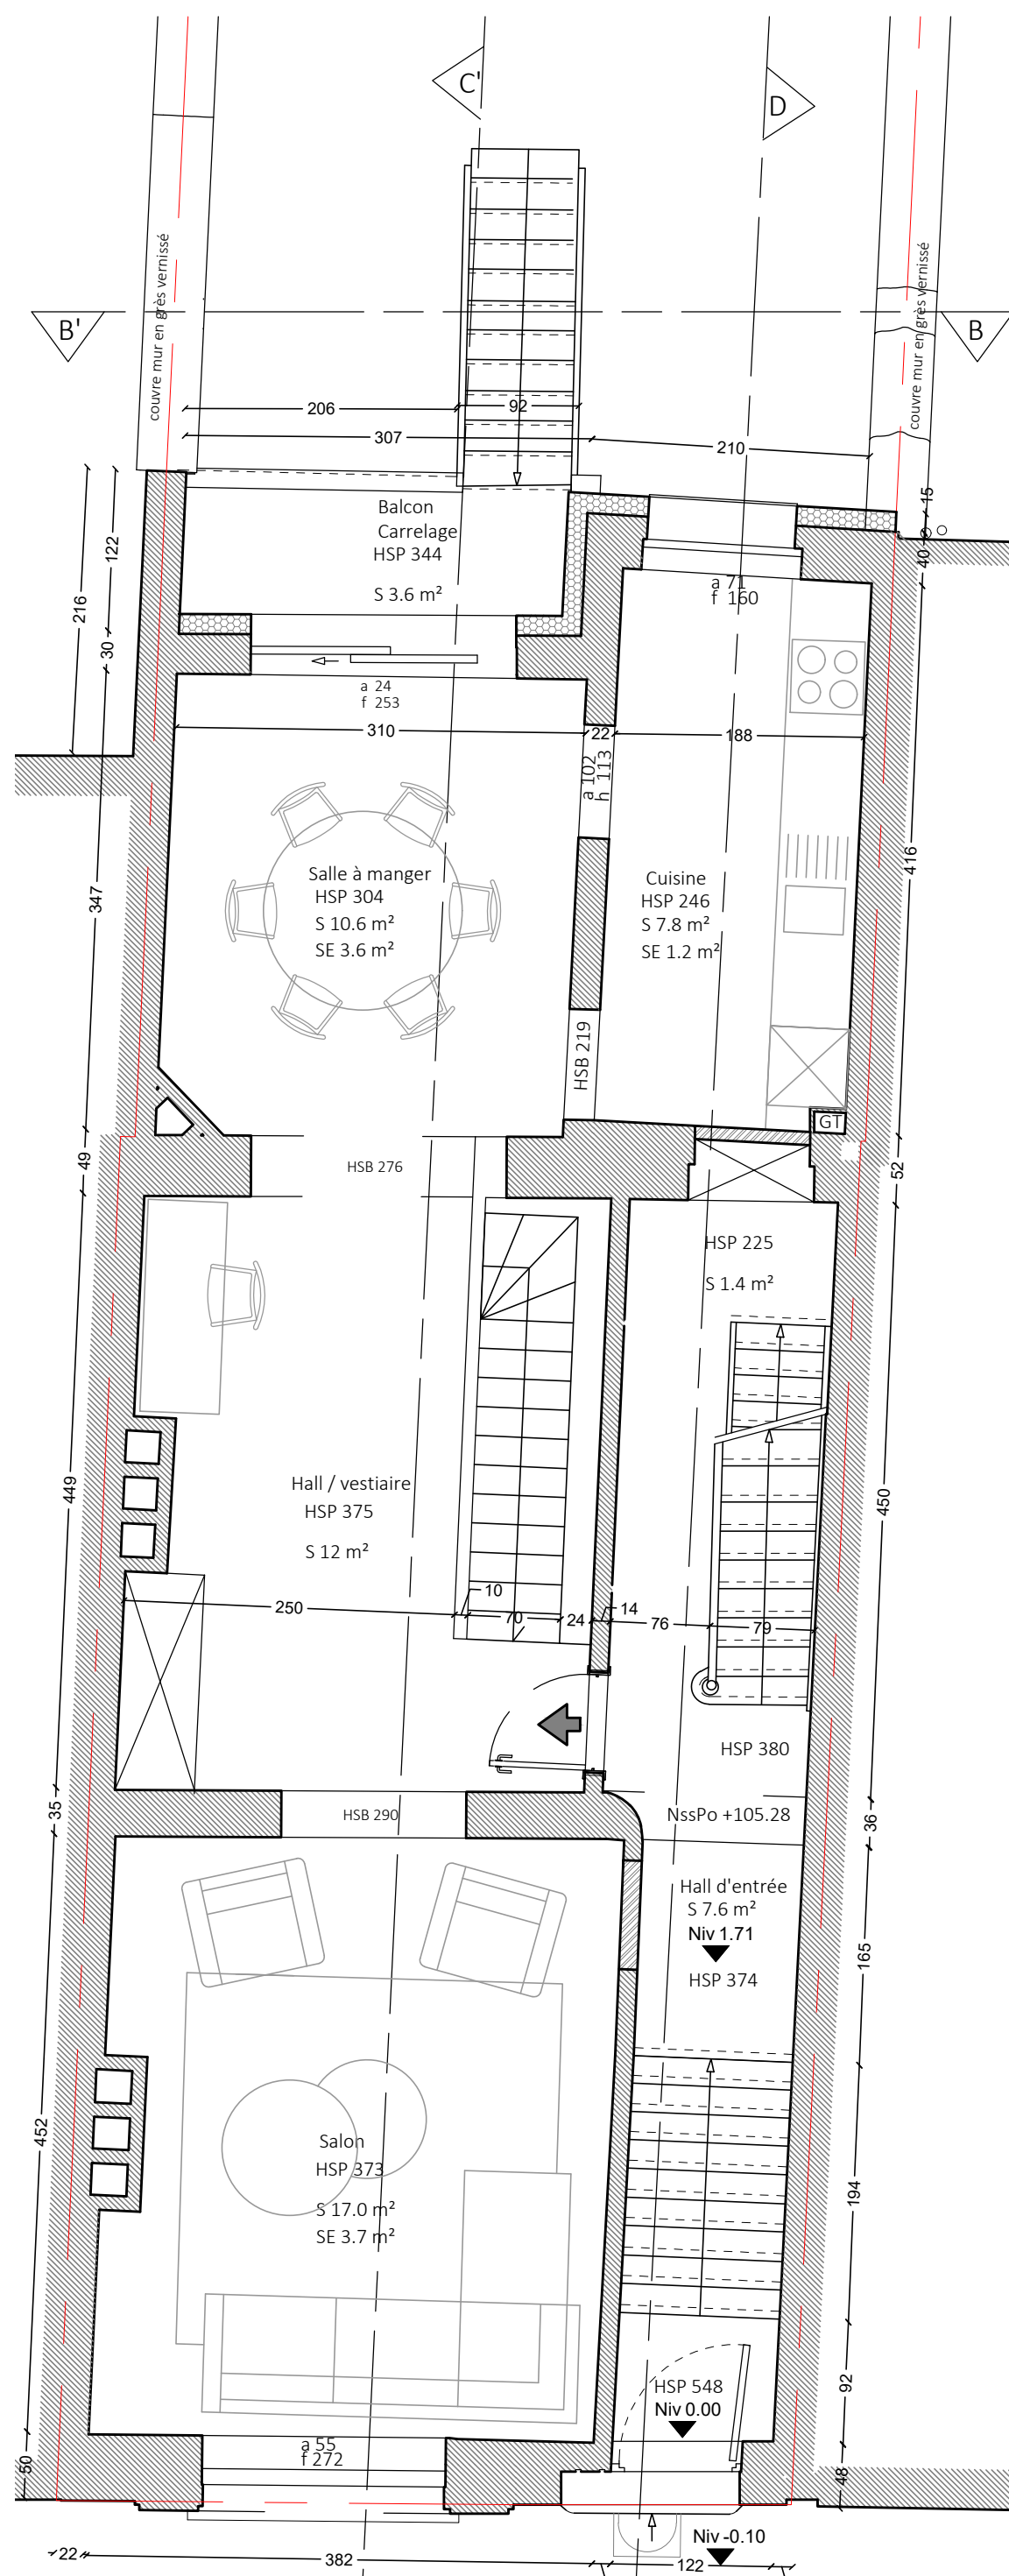 C'
D
couvre mur en grès vernissé
couvre mur en grès vernissé
B'
B
206
92
307
210
15
Balcon
Carrelage
HSP 344
S 3.6 m²
122
216
30
40
a 71
f 160
a 24
f 253
310
22
188
a 102
h 113
416
347
Salle à manger
HSP 304
S 10.6 m²
SE 3.6 m²
Cuisine
HSP 246
S 7.8 m²
SE 1.2 m²
HSB 219
GT
49
HSB 276
52
HSP 225
S 1.4 m²
449
Hall / vestiaire
HSP 375
S 12 m²
450
250
10
70
24
14
76
79
HSP 380
35
HSB 290
NssPo +105.28
36
Hall d'entrée
S 7.6 m²
Niv 1.71
HSP 374
165
452
Salon
HSP 373
S 17.0 m²
SE 3.7 m²
194
HSP 548
Niv 0.00
92
a 55
f 272
50
48
Niv -0.10
22
382
122